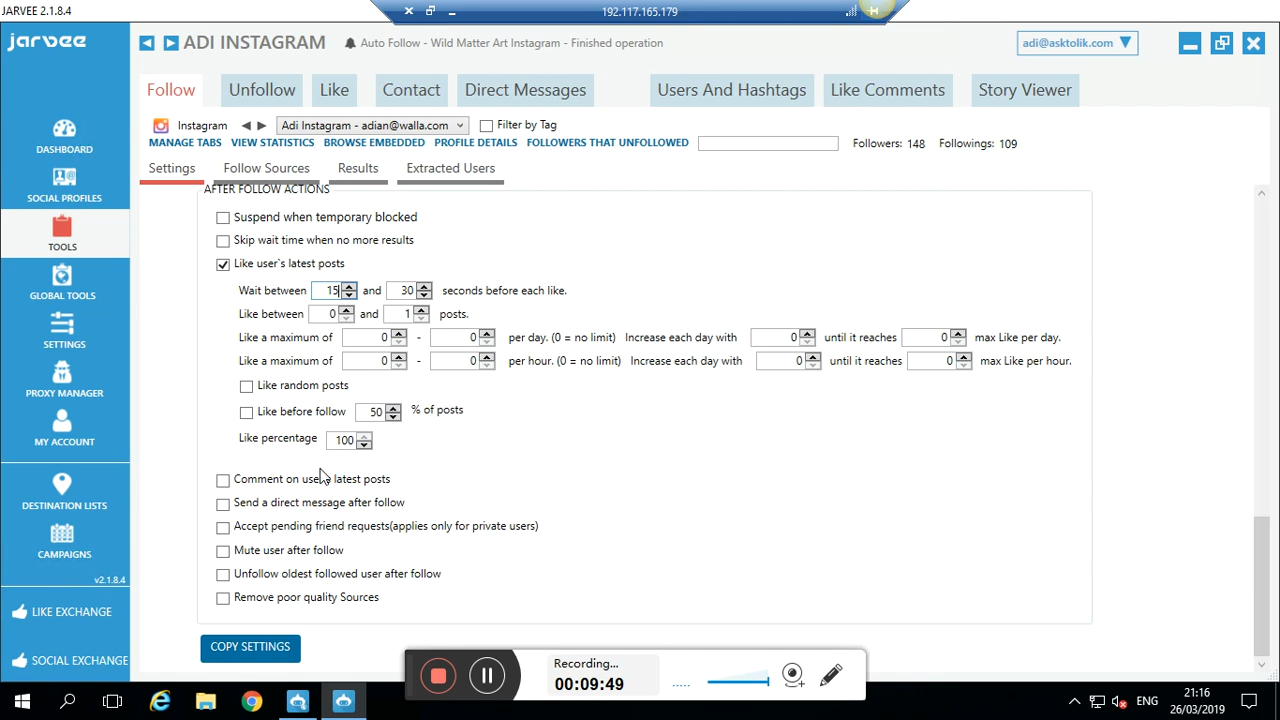 JARVEE 2.1.8.4
192.117.165.179
jarvee
ADI INSTAGRAM
Auto Follow - Wild Matter Art Instagram - Finished operation
adi@asktolik.com
Follow
Unfollow
Like
Contact
Direct Messages
Users And Hashtags
Like Comments
Story Viewer
Instagram
Adi Instagram - adian@walla.com
Filter by Tag
MANAGE TABS
VIEW STATISTICS
BROWSE EMBEDDED
PROFILE DETAILS
FOLLOWERS THAT UNFOLLOWED
Followers: 148
Followings: 109
Settings
Follow Sources
Results
Extracted Users
DASHBOARD
SOCIAL PROFILES
TOOLS
GLOBAL TOOLS
SETTINGS
PROXY MANAGER
MY ACCOUNT
DESTINATION LISTS
CAMPAIGNS
v2.1.8.4
LIKE EXCHANGE
SOCIAL EXCHANGE
AFTER FOLLOW ACTIONS
Suspend when temporary blocked
Skip wait time when no more results
Like user`s latest posts
Wait between 15 and 30 seconds before each like.
Like between 0 and 1 posts.
Like a maximum of 0 - 0 per day. (0 = no limit) Increase each day with 0 until it reaches 0 max Like per day.
Like a maximum of 0 - 0 per hour. (0 = no limit) Increase each day with 0 until it reaches 0 max Like per hour.
Like random posts
Like before follow 50 % of posts
Like percentage 100
Comment on user`s latest posts
Send a direct message after follow
Accept pending friend requests(applies only for private users)
Mute user after follow
Unfollow oldest followed user after follow
Remove poor quality Sources
COPY SETTINGS
Recording...
00:09:49
ENG
21:16
26/03/2019